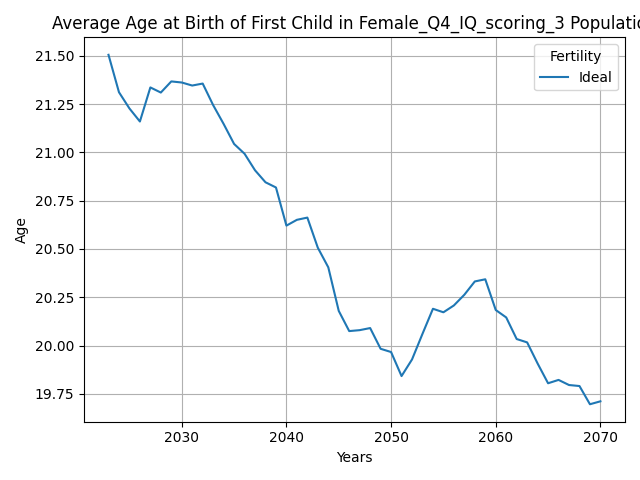 Average Age at Birth of First Child in Female_Q4_IQ_scoring_3 Populatio
Fertility
Ideal
21.50
21.25
21.00
20.75
20.50
20.25
20.00
19.75
Age
2030 2040 2050 2060 2070
Years